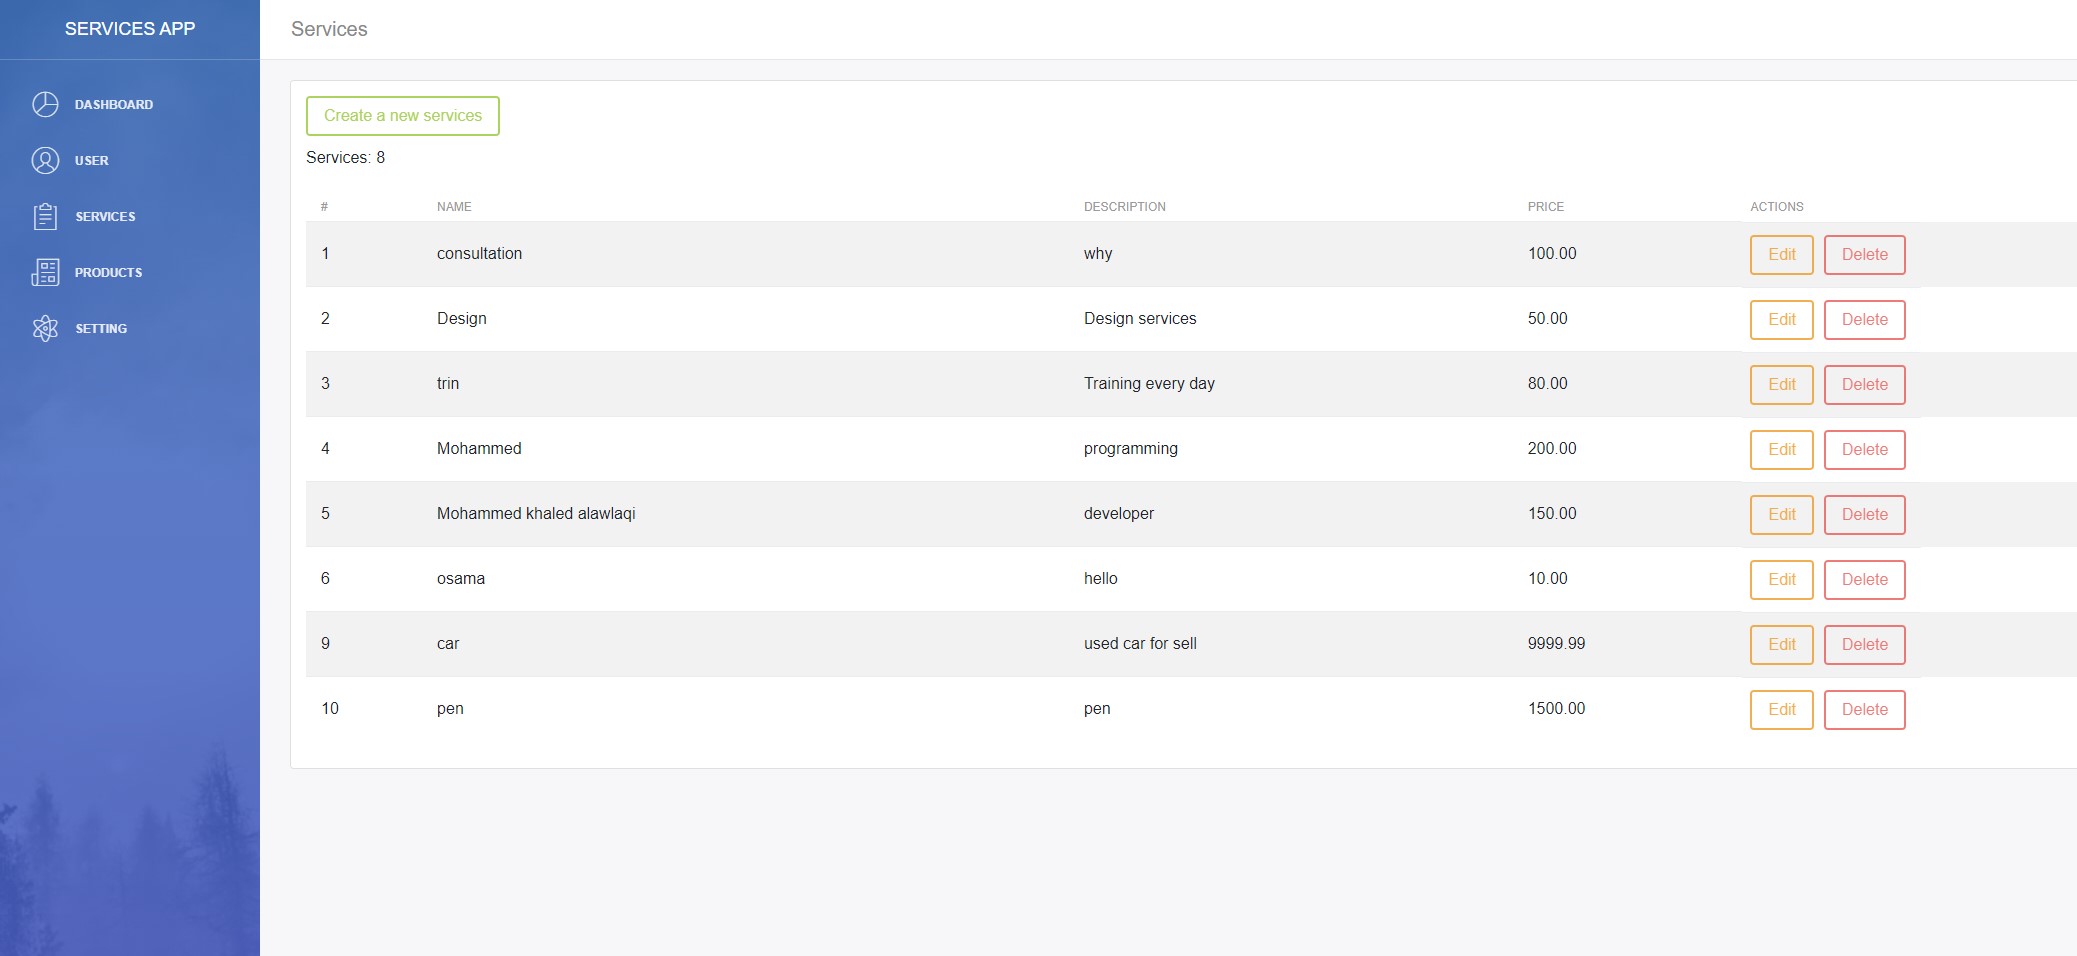 SERVICES APP
DASHBOARD
USER
SERVICES
PRODUCTS
SETTING
Services
Create a new services
Services: 8
# NAME DESCRIPTION PRICE ACTIONS
1 consultation why 100.00 Edit Delete
2 Design Design services 50.00 Edit Delete
3 trin Training every day 80.00 Edit Delete
4 Mohammed programming 200.00 Edit Delete
5 Mohammed khaled alawlaqi developer 150.00 Edit Delete
6 osama hello 10.00 Edit Delete
9 car used car for sell 9999.99 Edit Delete
10 pen pen 1500.00 Edit Delete